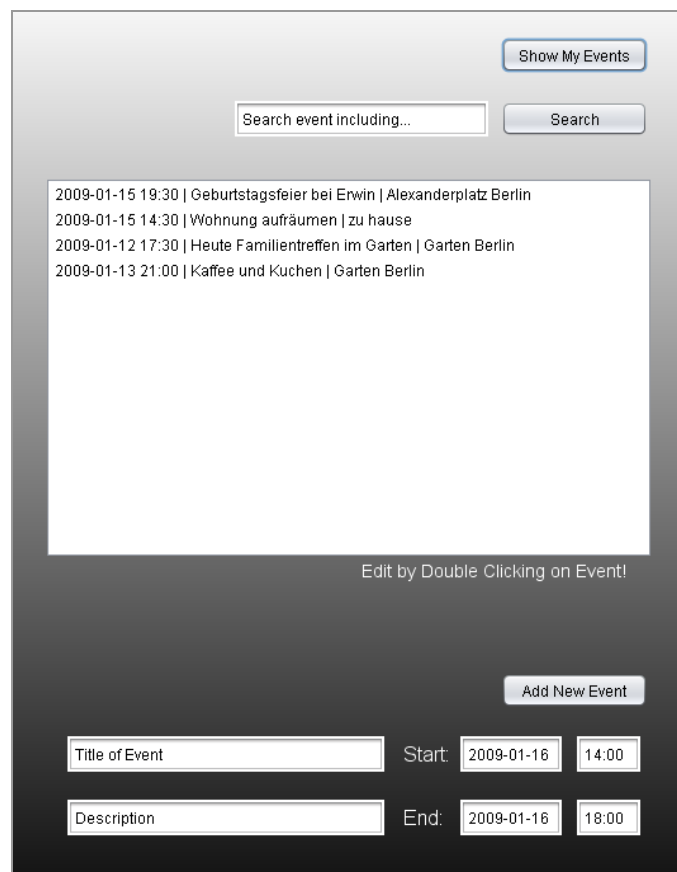 Show My Events
Search event including... Search
2009-01-15 19:30 | Geburtstagsfeier bei Erwin | Alexanderplatz Berlin
2009-01-15 14:30 | Wohnung aufräumen | zu hause
2009-01-12 17:30 | Heute Familientreffen im Garten | Garten Berlin
2009-01-13 21:00 | Kaffee und Kuchen | Garten Berlin
Edit by Double Clicking on Event!
Add New Event
Title of Event Start: 2009-01-16 14:00
Description End: 2009-01-16 18:00